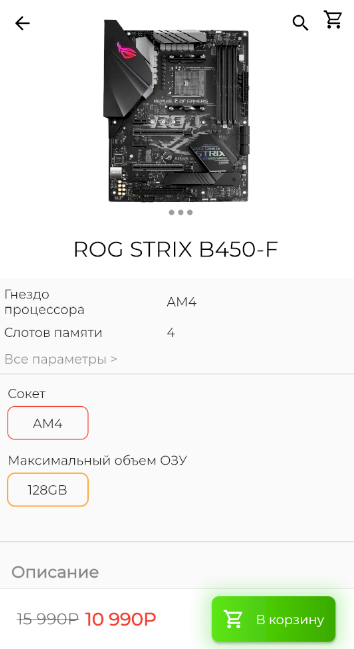 ROG STRIX B450-F
Гнездо
процессора
AM4
Слотов памяти
4
Все параметры >
Сокет
AM4
Максимальный объем ОЗУ
128GB
Описание
15 990Р 10 990Р
В корзину